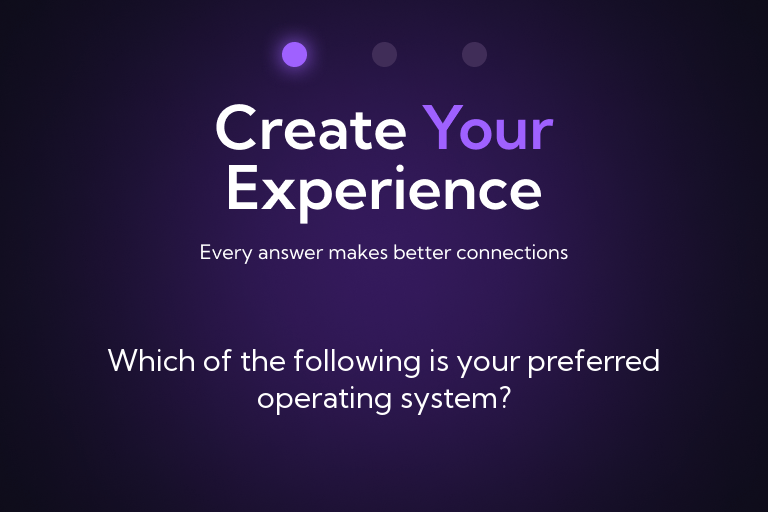 Create Your
Experience
Every answer makes better connections
Which of the following is your preferred
operating system?